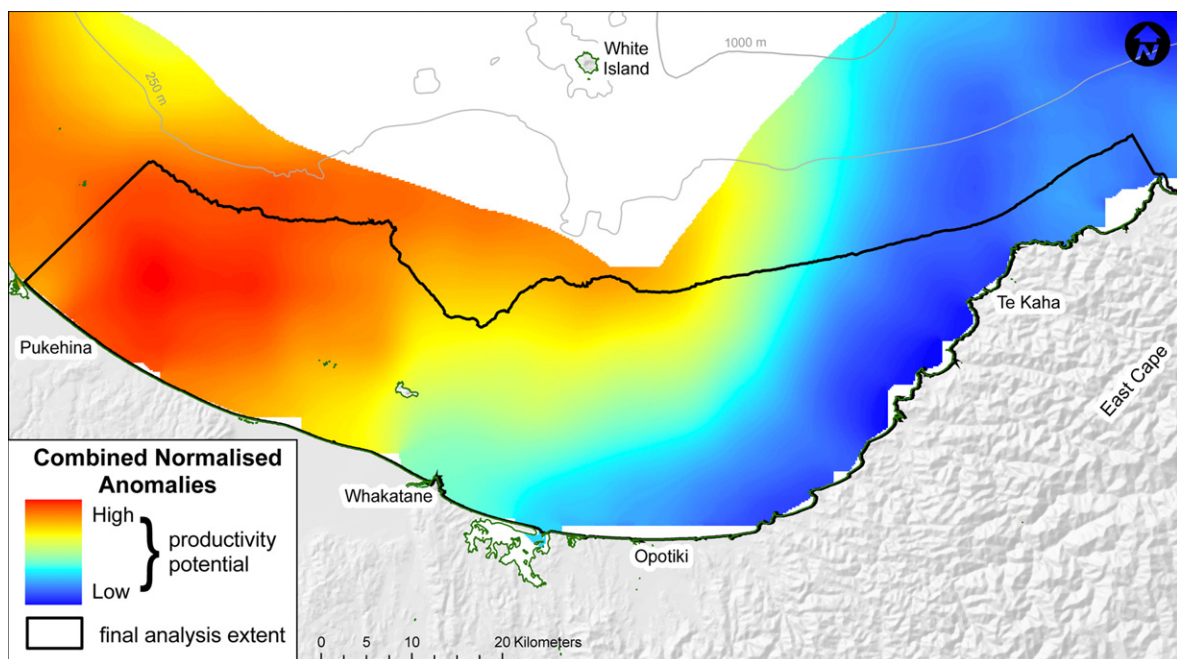 1000 m
N
White
Island
250 m
Te Kaha
East Cape
Pukehina
Whakatane
Opotiki
Combined Normalised
Anomalies
High
productivity
potential
Low
final analysis extent
0 5 10 20 Kilometers